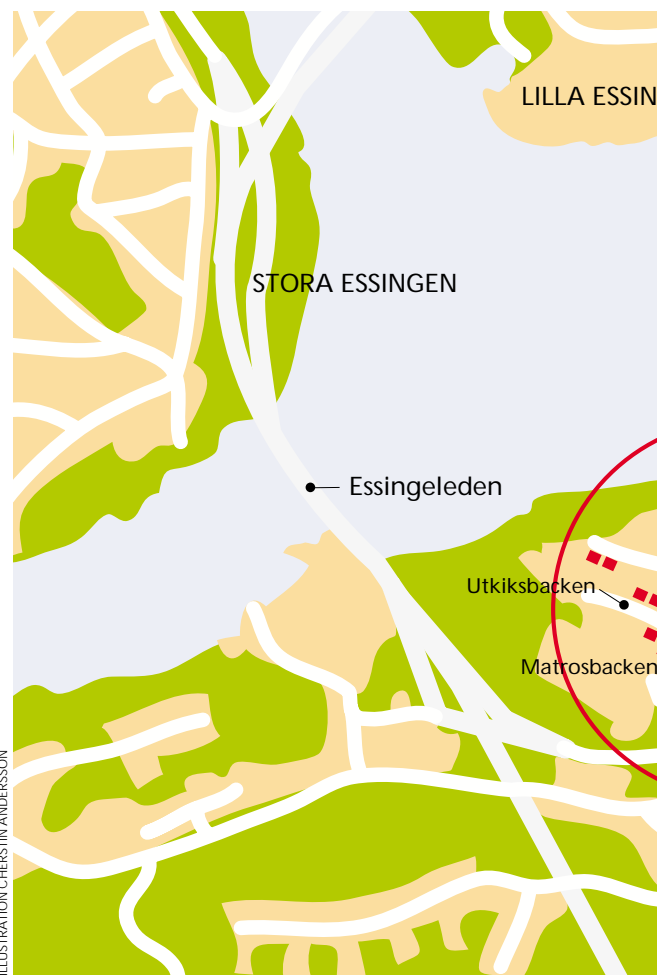 LILLA ESSIN
STORA ESSINGEN
Essingeleden
Utkiksbacken
Matrosbacken
ILLUSTRATION CHERSTIN ANDERSSON